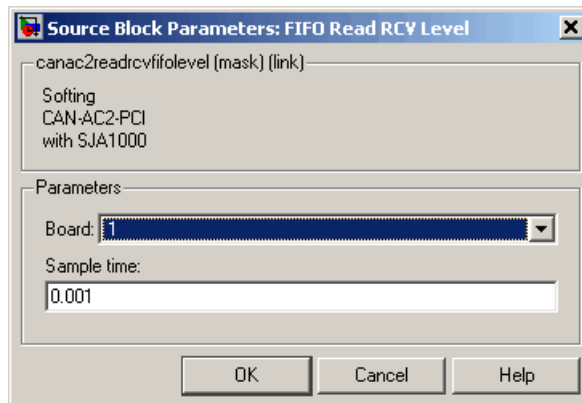 Source Block Parameters: FIFO Read RCV Level
canac2readrcvfifolevel (mask) (link)
Softing
CAN-AC2-PCI
with SJA1000
Parameters
Board: 1
Sample time:
0.001
OK Cancel Help